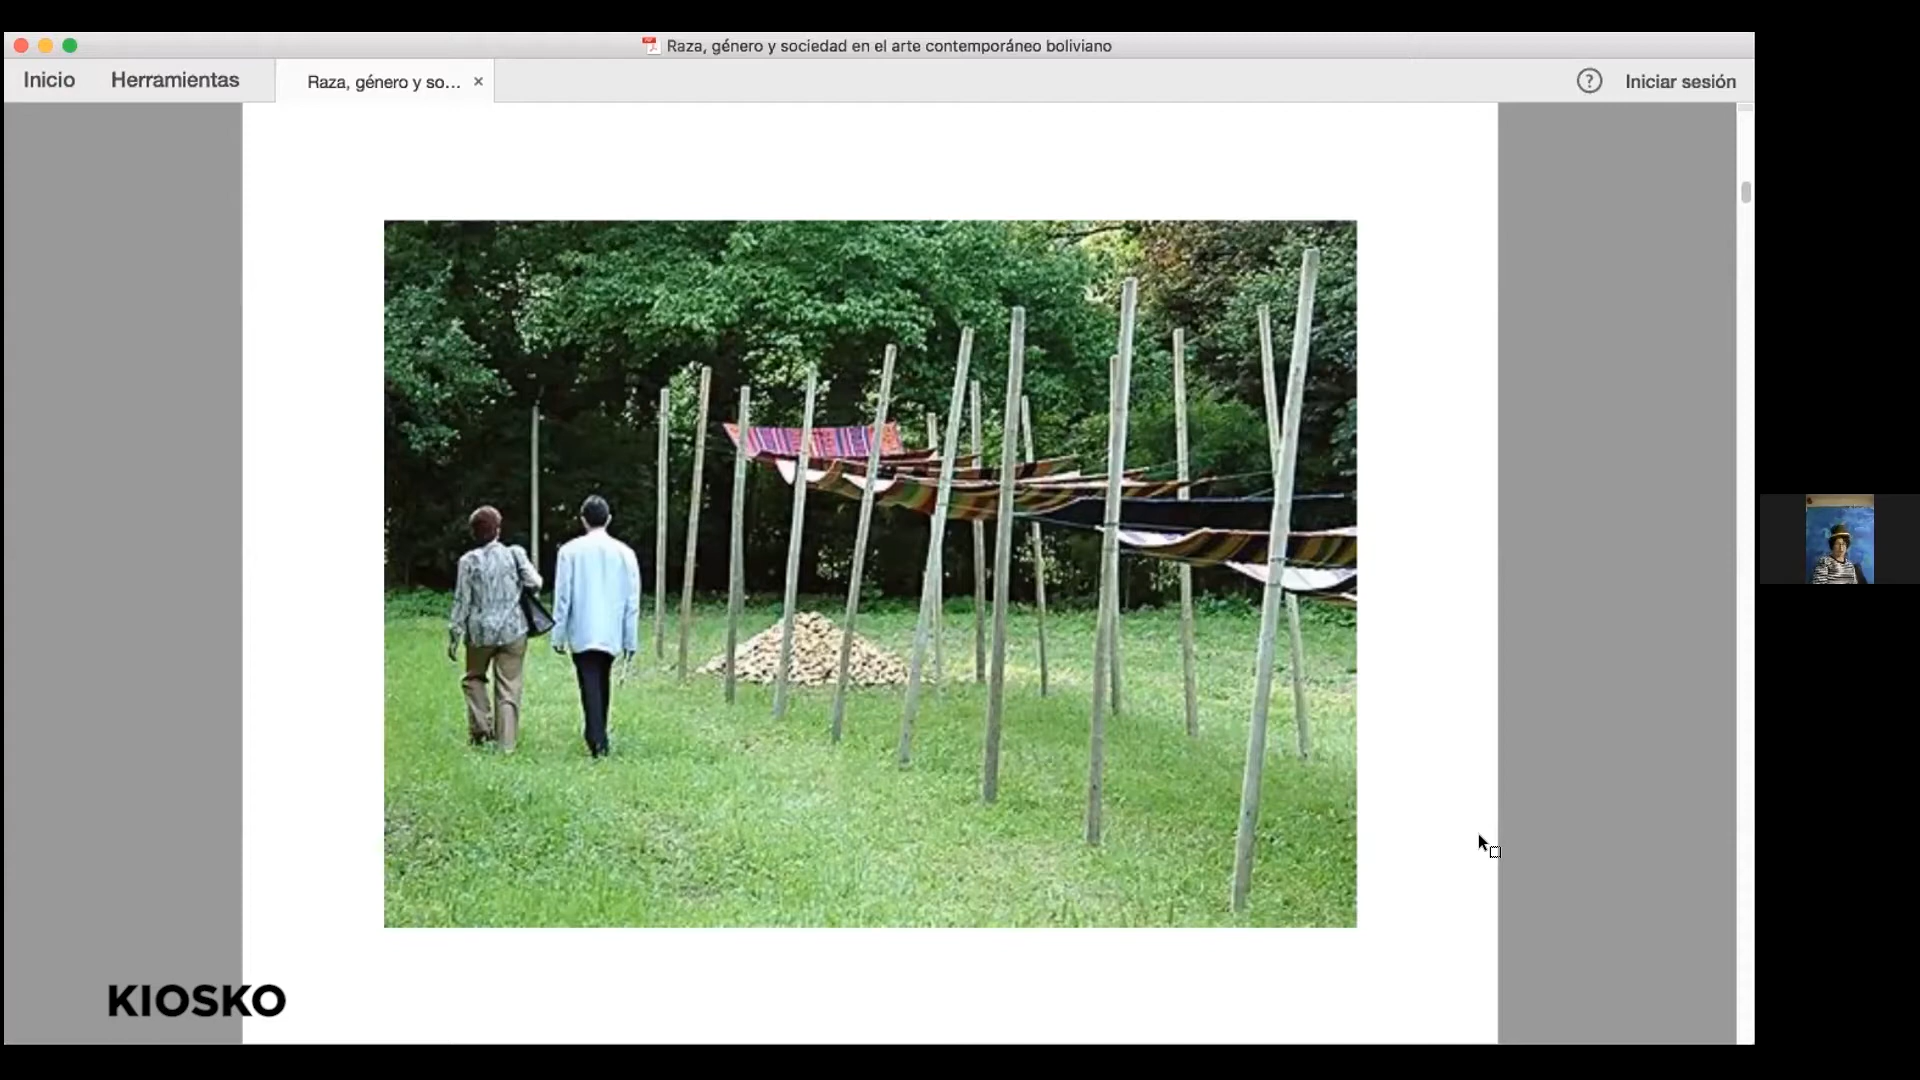 Raza, género y sociedad en el arte contemporáneo boliviano
Inicio Herramientas Raza, género y so... × ? Iniciar sesión
KIOSKO